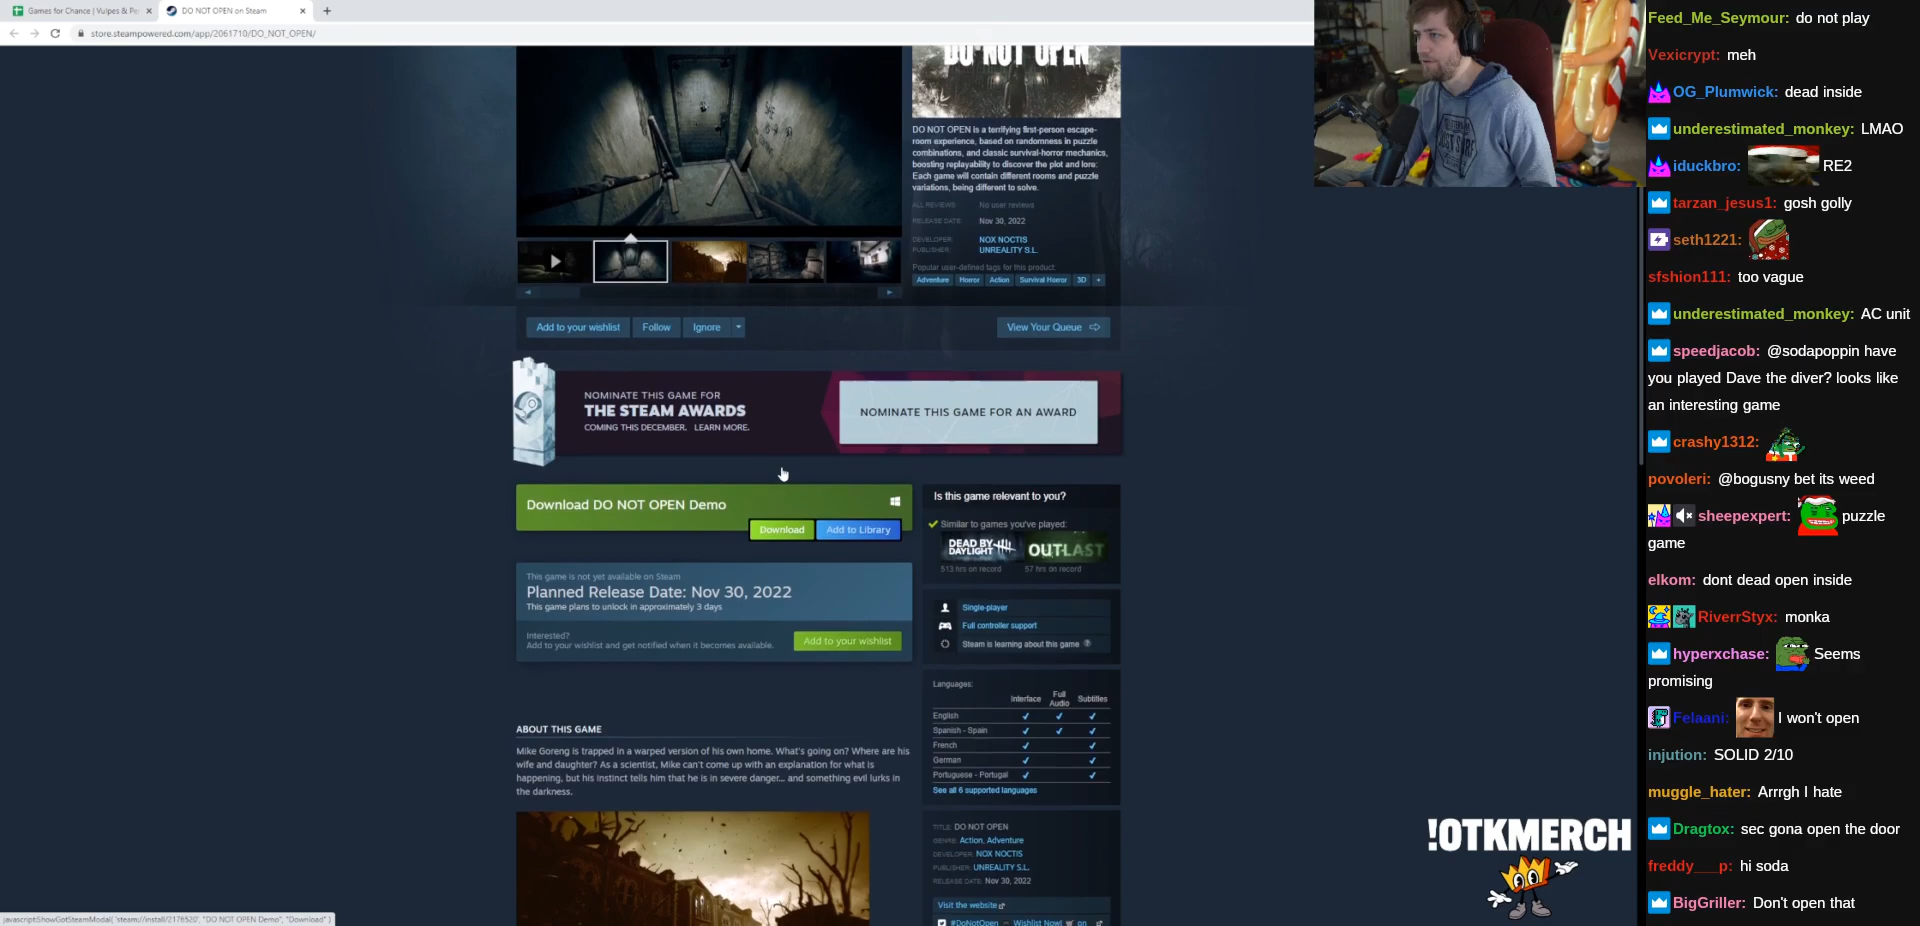 Games for Chance | Vulpes & Pe
DO NOT OPEN on Steam
store.steampowered.com/app/2061710/DO_NOT_OPEN/
DO NOT OPEN
DO NOT OPEN is a terrifying first-person escape-
room experience, based on randomness in puzzle
combinations, and classic survival-horror mechanics,
boosting replayability to discover the plot and lore.
Each game will contain different rooms and puzzle
variations, being different to solve.
ALL REVIEWS: No user reviews
RELEASE DATE: Nov 30, 2022
DEVELOPER: NOX NOCTIS
PUBLISHER: UNREALITY S.L.
Popular user-defined tags for this product:
Adventure Horror Action Survival Horror 3D +
Add to your wishlist Follow Ignore
View Your Queue
NOMINATE THIS GAME FOR
THE STEAM AWARDS
COMING THIS DECEMBER. LEARN MORE.
NOMINATE THIS GAME FOR AN AWARD
Download DO NOT OPEN Demo
Download Add to Library
This game is not yet available on Steam
Planned Release Date: Nov 30, 2022
This game plans to unlock in approximately 3 days
Interested?
Add to your wishlist and get notified when it becomes available.
Add to your wishlist
ABOUT THIS GAME
Mike Goreng is trapped in a warped version of his own home. What's going on? Where are his
wife and daughter? As a scientist, Mike can't come up with an explanation for what is
happening, but his instinct tells him that he is in severe danger... and something evil lurks in
the darkness.
Is this game relevant to you?
Similar to games you've played:
DEAD BY
DAYLIGHT
OUTLAST
513 hrs on record 57 hrs on record
Single-player
Full controller support
Steam is learning about this game
Languages:
Interface Full Audio Subtitles
English
Spanish - Spain
French
German
Portuguese - Portugal
See all 6 supported languages
TITLE: DO NOT OPEN
GENRE: Action, Adventure
DEVELOPER: NOX NOCTIS
PUBLISHER: UNREALITY S.L.
RELEASE DATE: Nov 30, 2022
Visit the website
#DoNotOpen - Wishlist Now! on
javascript:ShowGotSteamModal( 'steam://install/2176520', "DO NOT OPEN Demo", "Download" )
!OTKMERCH
Feed_Me_Seymour: do not play
Vexicrypt: meh
OG_Plumwick: dead inside
underestimated_monkey: LMAO
iduckbro: RE2
tarzan_jesus1: gosh golly
seth1221:
sfshion111: too vague
underestimated_monkey: AC unit
speedjacob: @sodapoppin have
you played Dave the diver? looks like
an interesting game
crashy1312:
povoleri: @bogusny bet its weed
sheepexpert: puzzle
game
elkom: dont dead open inside
RiverrStyx: monka
hyperxchase: Seems
promising
Felaani: I won't open
injution: SOLID 2/10
muggle_hater: Arrrgh I hate
Dragtox: sec gona open the door
freddy___p: hi soda
BigGriller: Don't open that